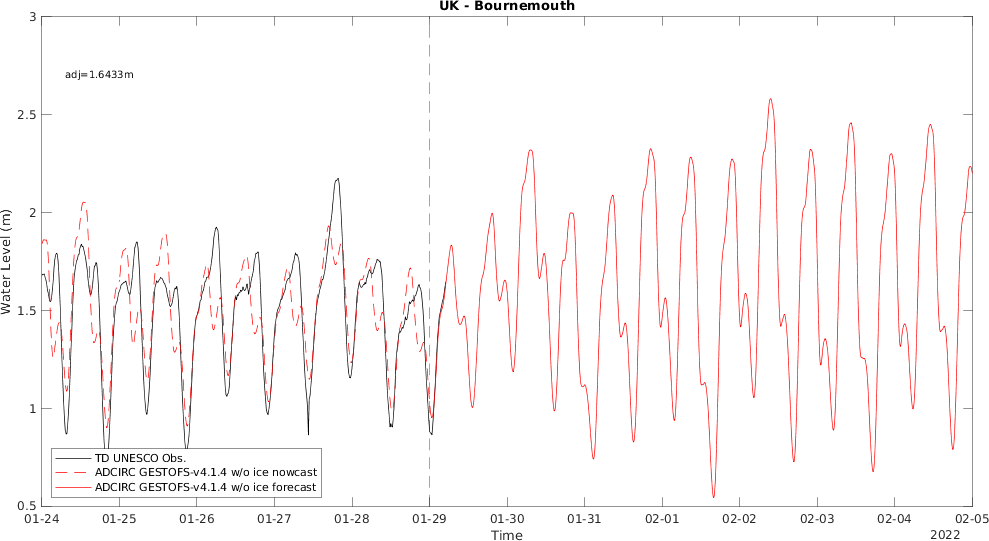 UK - Bournemouth
3
2.5
2
1.5
1
0.5
Water Level (m)
adj=1.6433m
TD UNESCO Obs.
ADCIRC GESTOFS-v4.1.4 w/o ice nowcast
ADCIRC GESTOFS-v4.1.4 w/o ice forecast
01-24 01-25 01-26 01-27 01-28 01-29 01-30 01-31 02-01 02-02 02-03 02-04 02-05
Time
2022